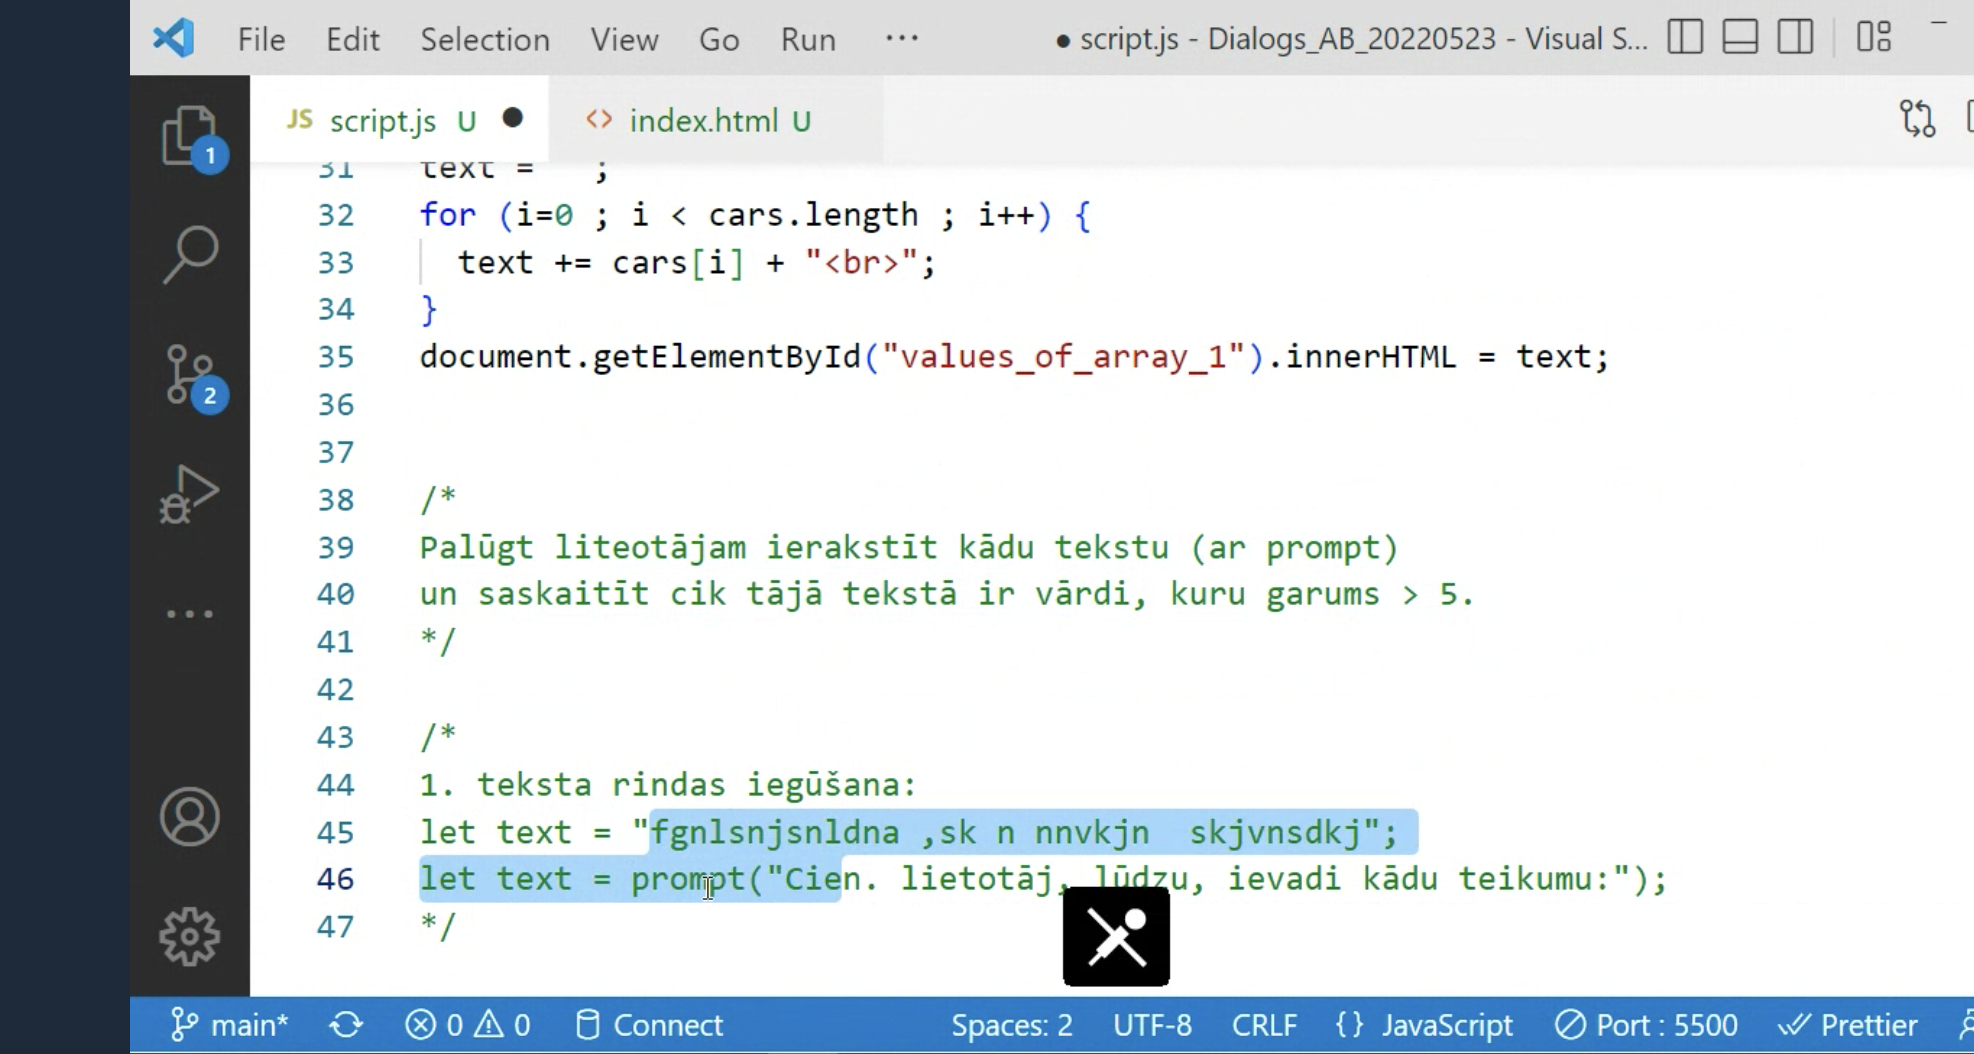 File Edit Selection View Go Run ··· ● script.js - Dialogs_AB_20220523 - Visual S...
JS script.js U ● <> index.html U
1
31 text = ;
32 for (i=0 ; i < cars.length ; i++) {
33 text += cars[i] + "<br>";
34 }
35 document.getElementById("values_of_array_1").innerHTML = text;
36
2
37
38 /*
39 Palūgt liteotājam ierakstīt kādu tekstu (ar prompt)
40 un saskaitīt cik tājā tekstā ir vārdi, kuru garums > 5.
41 */
42
43 /*
44 1. teksta rindas iegūšana:
45 let text = "fgnlsnjsnldna ,sk n nnvkjn  skjvnsdkj";
46 let text = prompt("Cien. lietotāj, lūdzu, ievadi kādu teikumu:");
47 */
main* 0 0 Connect Spaces: 2 UTF-8 CRLF {} JavaScript Port : 5500 Prettier